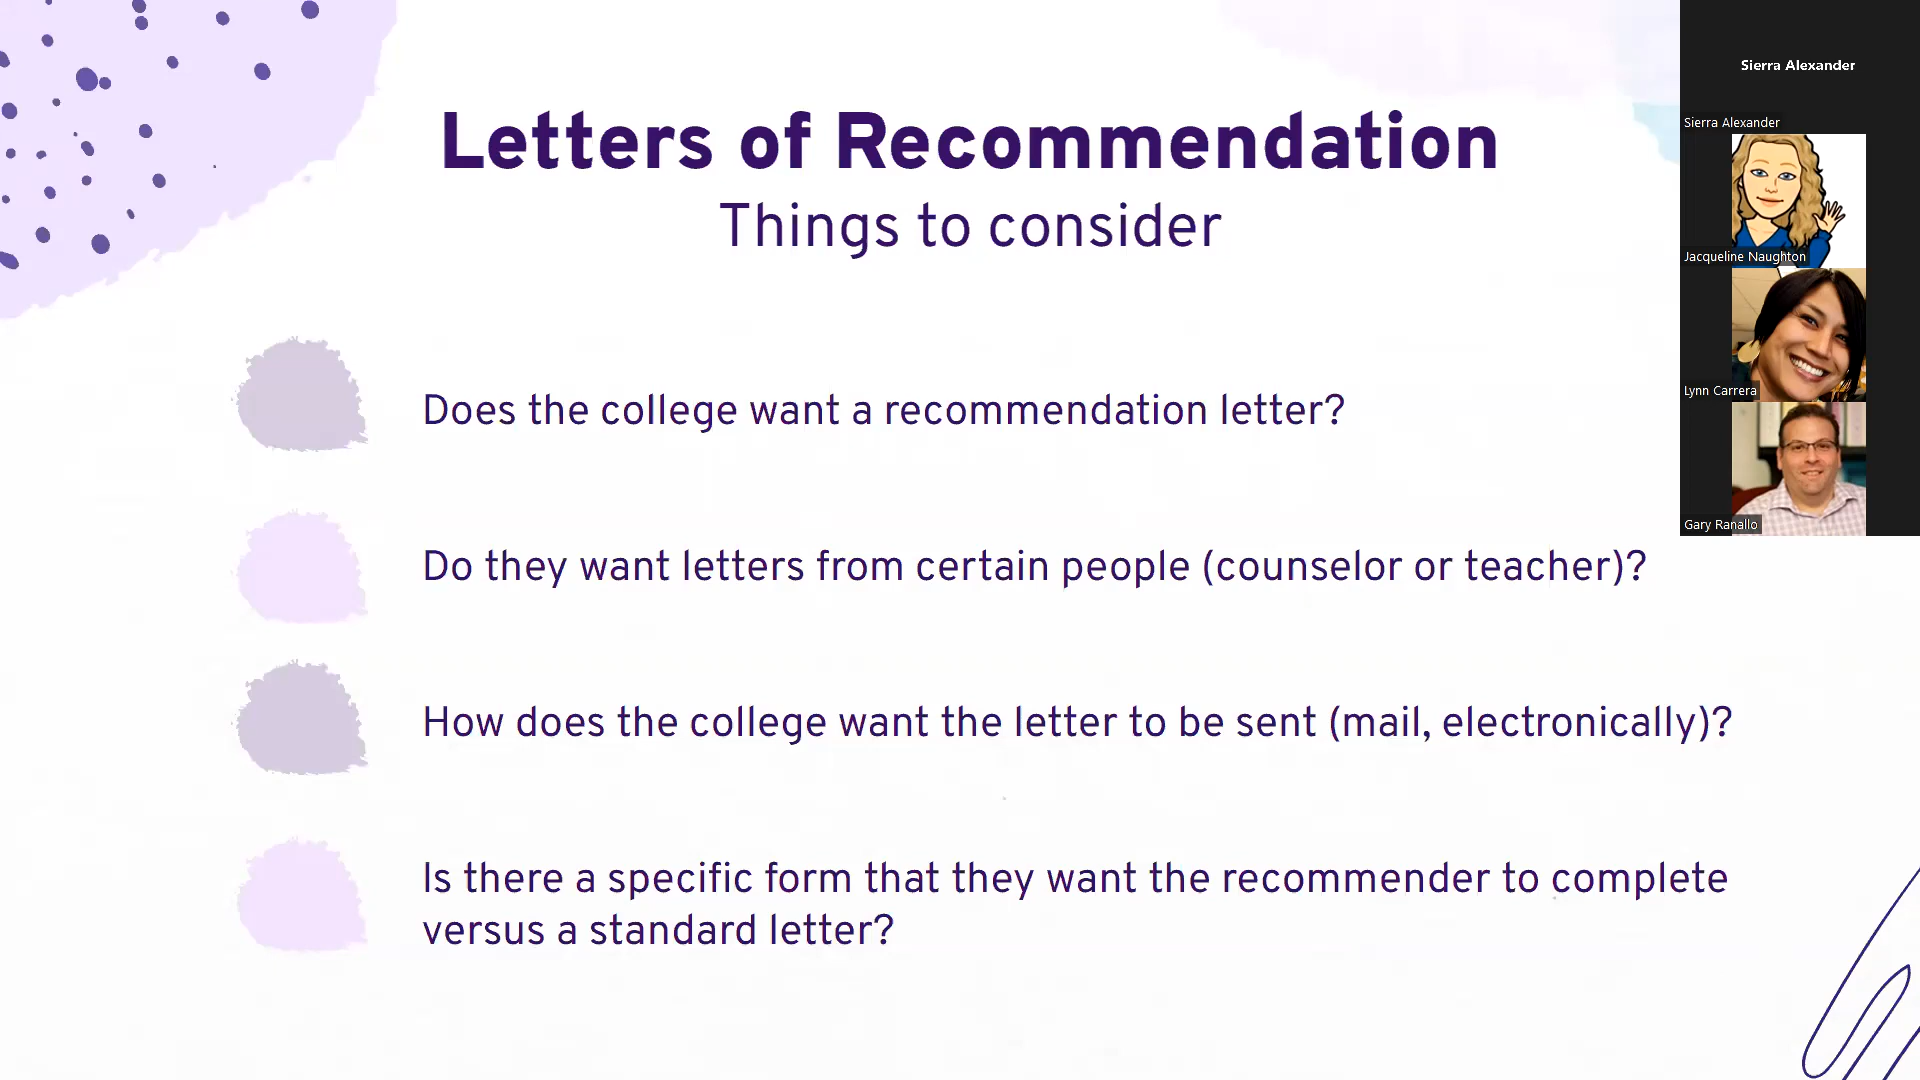 Letters of Recommendation
Things to consider
Does the college want a recommendation letter?
Do they want letters from certain people (counselor or teacher)?
How does the college want the letter to be sent (mail, electronically)?
Is there a specific form that they want the recommender to complete
versus a standard letter?
Sierra Alexander
Sierra Alexander
Jacqueline Naughton
Lynn Carrera
Gary Ranallo